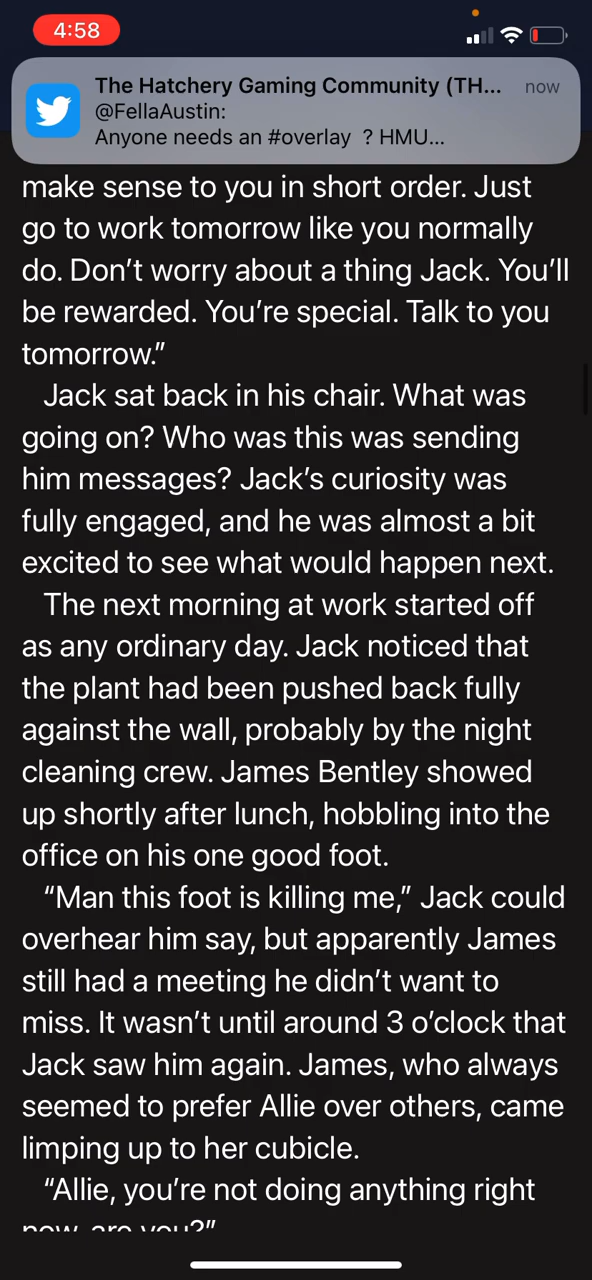 4:58
The Hatchery Gaming Community (TH...
now
@FellaAustin:
Anyone needs an #overlay ? HMU...
make sense to you in short order. Just
go to work tomorrow like you normally
do. Don’t worry about a thing Jack. You’ll
be rewarded. You’re special. Talk to you
tomorrow.”
Jack sat back in his chair. What was
going on? Who was this was sending
him messages? Jack’s curiosity was
fully engaged, and he was almost a bit
excited to see what would happen next.
The next morning at work started off
as any ordinary day. Jack noticed that
the plant had been pushed back fully
against the wall, probably by the night
cleaning crew. James Bentley showed
up shortly after lunch, hobbling into the
office on his one good foot.
“Man this foot is killing me,” Jack could
overhear him say, but apparently James
still had a meeting he didn’t want to
miss. It wasn’t until around 3 o’clock that
Jack saw him again. James, who always
seemed to prefer Allie over others, came
limping up to her cubicle.
“Allie, you’re not doing anything right
now, are you?”